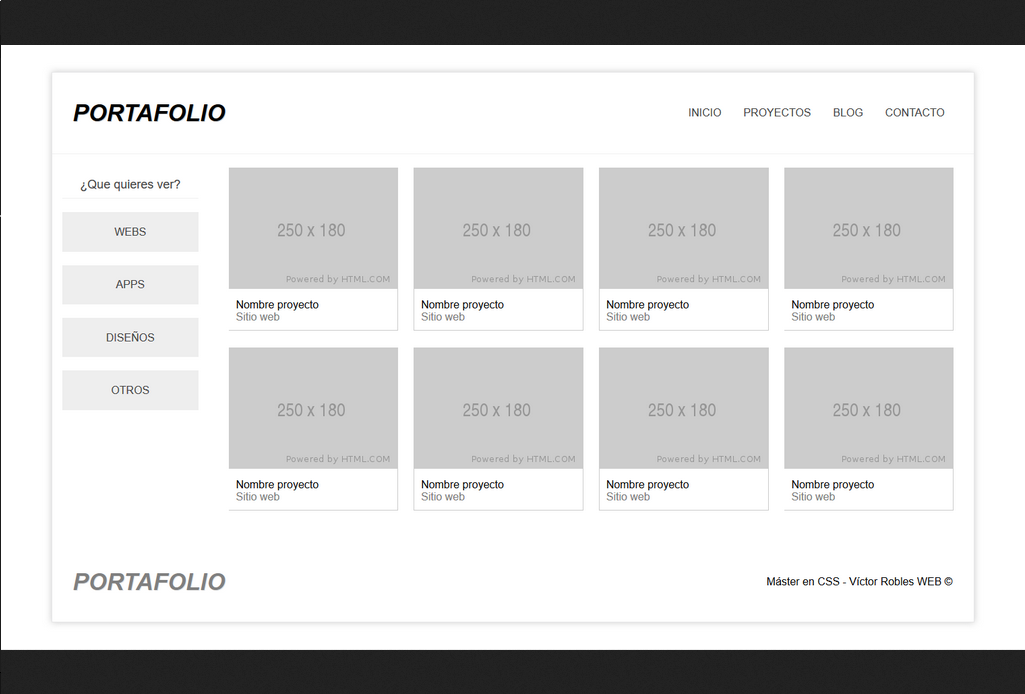 PORTAFOLIO
INICIO PROYECTOS BLOG CONTACTO
¿Que quieres ver?
WEBS
APPS
DISEÑOS
OTROS
250 x 180
Powered by HTML.COM
Nombre proyecto
Sitio web
250 x 180
Powered by HTML.COM
Nombre proyecto
Sitio web
250 x 180
Powered by HTML.COM
Nombre proyecto
Sitio web
250 x 180
Powered by HTML.COM
Nombre proyecto
Sitio web
250 x 180
Powered by HTML.COM
Nombre proyecto
Sitio web
250 x 180
Powered by HTML.COM
Nombre proyecto
Sitio web
250 x 180
Powered by HTML.COM
Nombre proyecto
Sitio web
250 x 180
Powered by HTML.COM
Nombre proyecto
Sitio web
PORTAFOLIO
Máster en CSS - Víctor Robles WEB ©